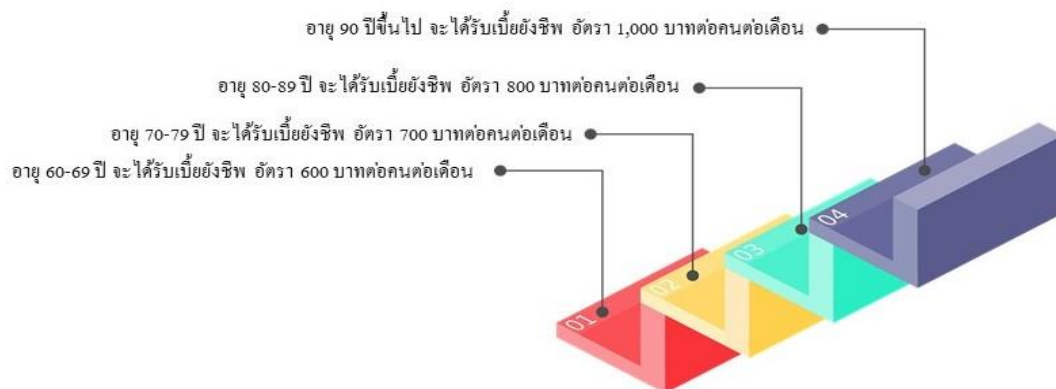 อายุ 90 ปีขึ้นไป จะได้รับเบี้ยยังชีพ อัตรา 1,000 บาทต่อคนต่อเดือน
อายุ 80-89 ปี จะได้รับเบี้ยยังชีพ อัตรา 800 บาทต่อคนต่อเดือน
อายุ 70-79 ปี จะได้รับเบี้ยยังชีพ อัตรา 700 บาทต่อคนต่อเดือน
อายุ 60-69 ปี จะได้รับเบี้ยยังชีพ อัตรา 600 บาทต่อคนต่อเดือน
04
03
02
01